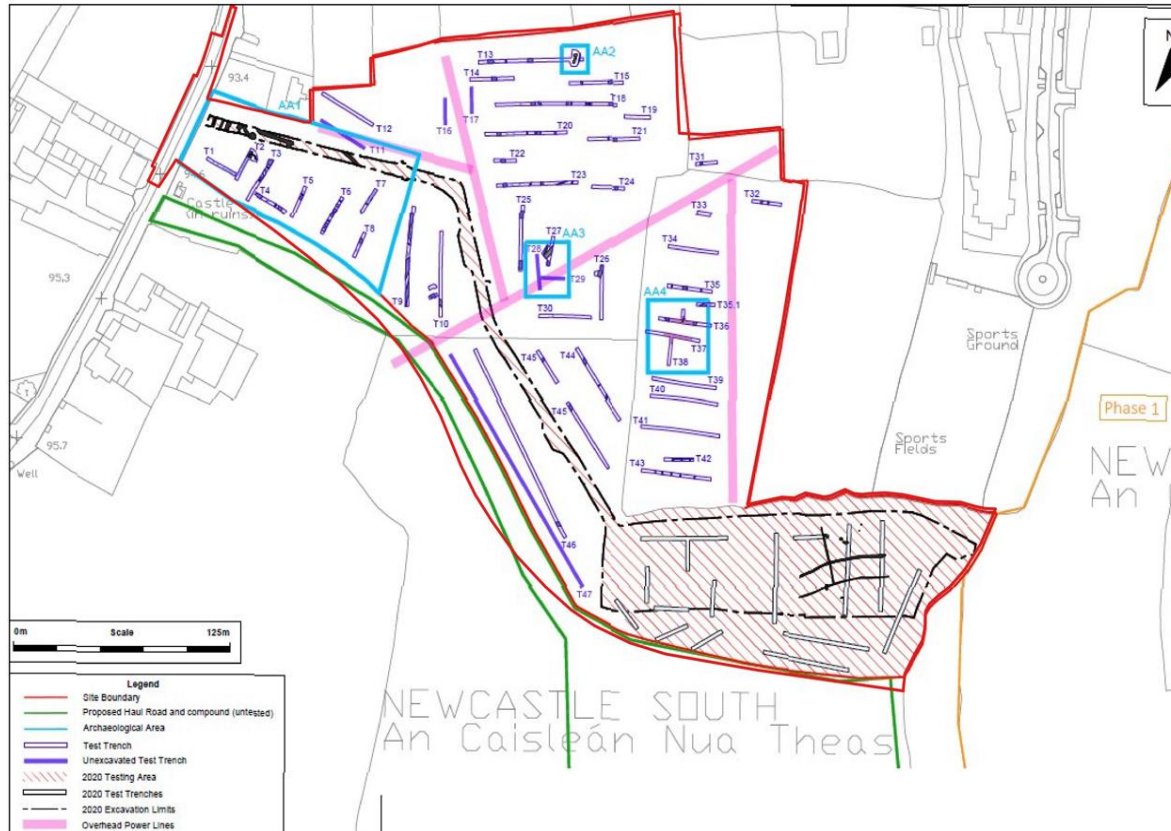 N
93.4
T13
AA2
T14
T15
AA1
T18
T17
T16
T19
T12
T20
T21
T11
T2
T3
T1
T22
T31
94.6
T23
T24
T4
T5
T6
T7
T32
Castle
(in ruins)
T25
T33
T8
AA3
T27
T28
T34
T26
95.3
T29
T35
AA4
T9
T10
T35.1
T30
T36
T37
Sports
Ground
T45
T44
T38
T39
T40
T45
Phase 1
T41
95.7
Sports
Fields
T42
T43
Well
NEW
An
T46
T47
0m
Scale
125m
Legend
Site Boundary
Proposed Haul Road and compound (untested)
Archaeological Area
Test Trench
Unexcavated Test Trench
2020 Testing Area
2020 Test Trenches
2020 Excavation Limits
Overhead Power Lines
NEWCASTLE SOUTH
An Caisleán Nua Theas